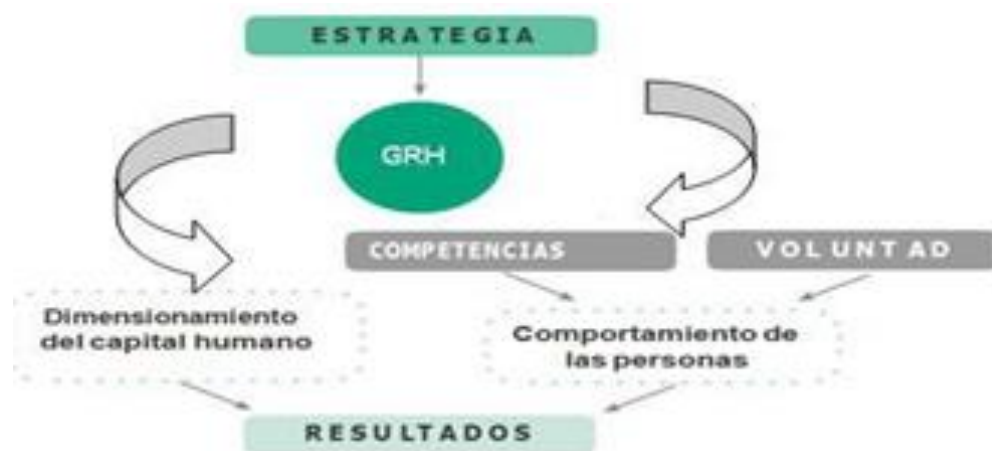 ESTRATEGIA
GRH
COMPETENCIAS
VOLUNTAD
Dimensionamiento
del capital humano
Comportamiento de
las personas
RESULTADOS